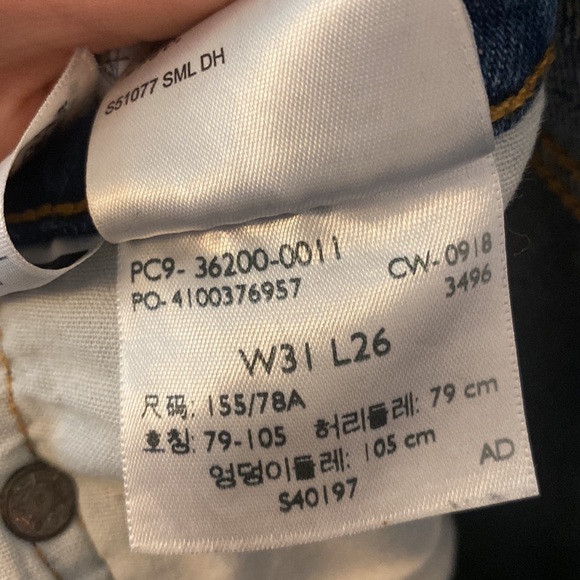 S51077 SML DH
PC9- 36200-0011
PO-4100376957
CW-0918
3496
W31 L26
尺码: 155/78A
호칭: 79-105 허리둘레: 79 cm
엉덩이둘레: 105 cm
S40197
AD